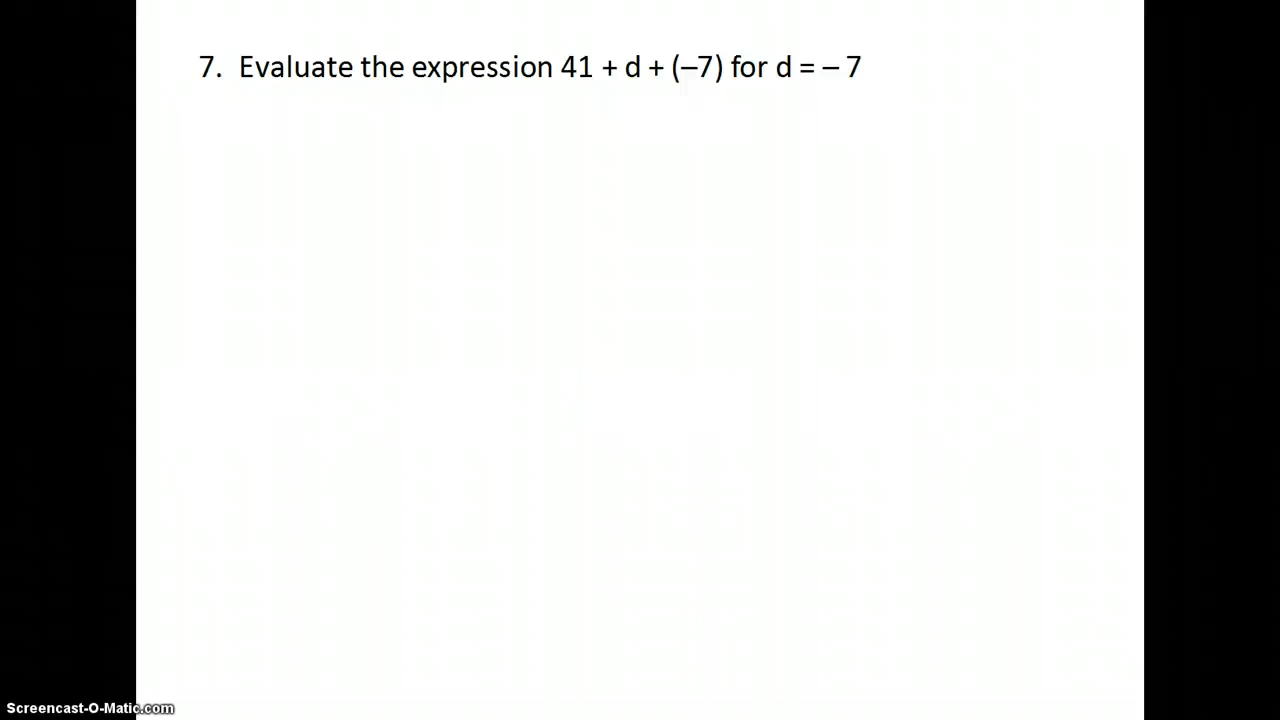 7. Evaluate the expression 41 + d + (–7) for d = – 7
Screencast-O-Matic.com